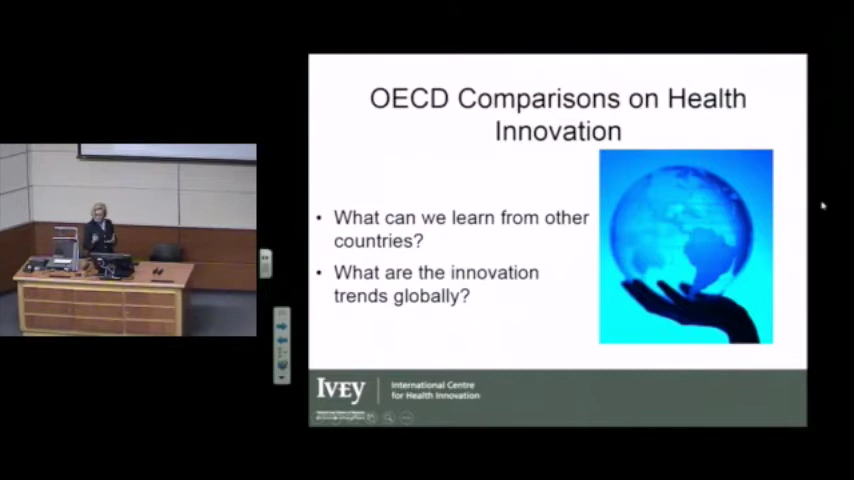 OECD Comparisons on Health
Innovation
• What can we learn from other
countries?
• What are the innovation
trends globally?
IVEY
International Centre
for Health Innovation